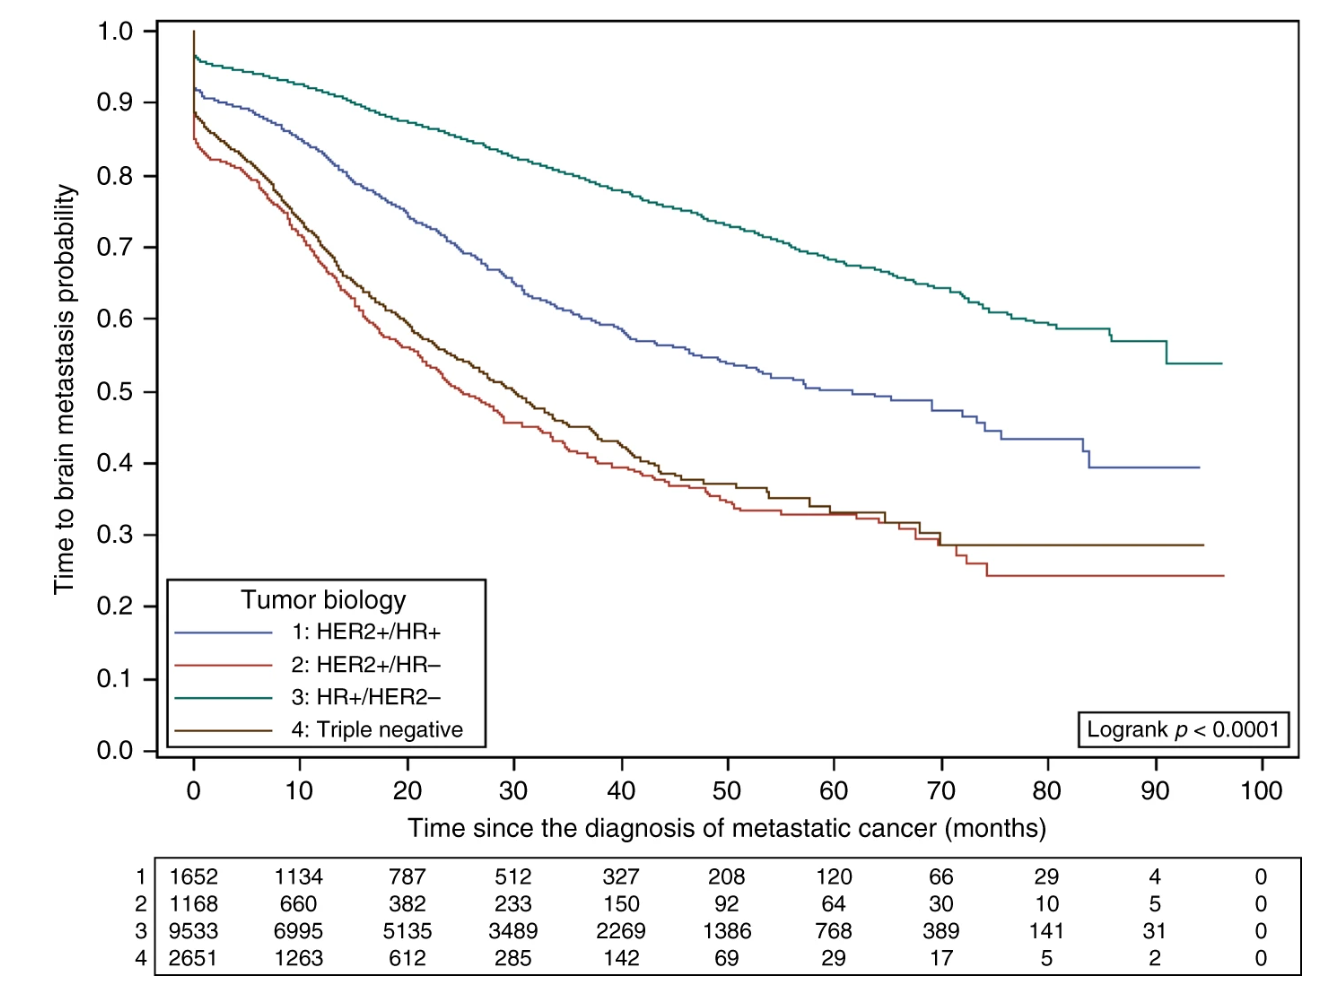 1.0
0.9
0.8
0.7
0.6
0.5
0.4
0.3
0.2
0.1
0.0
Time to brain metastasis probability
Tumor biology
1: HER2+/HR+
2: HER2+/HR–
3: HR+/HER2–
4: Triple negative
Logrank p < 0.0001
0 10 20 30 40 50 60 70 80 90 100
Time since the diagnosis of metastatic cancer (months)
1 1652 1134 787 512 327 208 120 66 29 4 0
2 1168 660 382 233 150 92 64 30 10 5 0
3 9533 6995 5135 3489 2269 1386 768 389 141 31 0
4 2651 1263 612 285 142 69 29 17 5 2 0